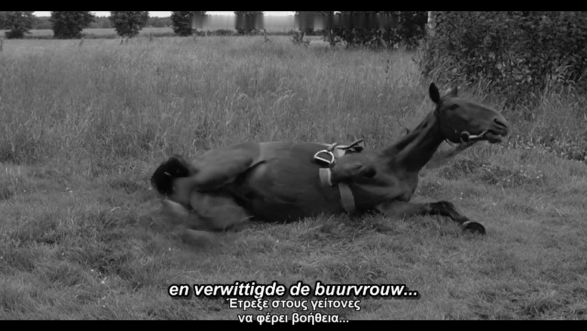 en verwittigde de buurvrouw...
Έτρεξε στους γείτονες
να φέρει βοήθεια...